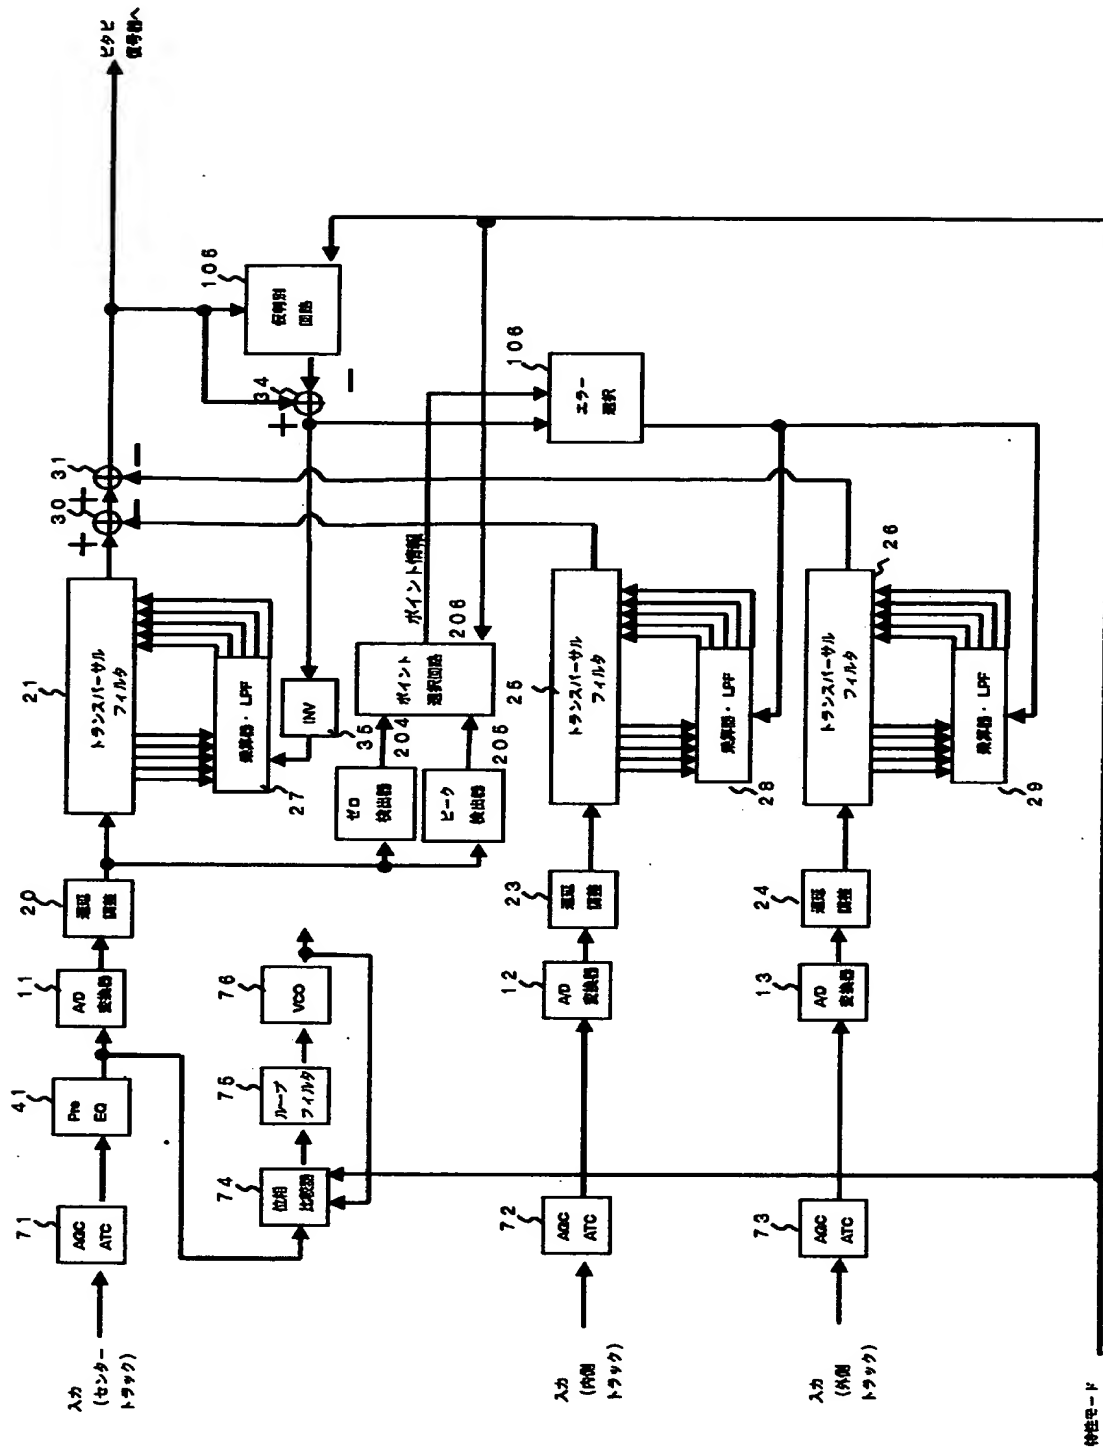 ビタビ
復号器へ
106
仮判別
回路
34
+
−
31
30
+
+
−
−
106
エラー
選択
21
トランスバーサル
フィルタ
乗算器・LPF
27
INV
35
ポイント情報
206
ポイント
選択回路
204
ゼロ
検出器
205
ピーク
検出器
25
トランスバーサル
フィルタ
乗算器・LPF
28
26
トランスバーサル
フィルタ
乗算器・LPF
29
20
遅延
調整
23
遅延
調整
24
遅延
調整
11
A/D
変換器
12
A/D
変換器
13
A/D
変換器
76
VCO
75
ループ
フィルタ
74
位相
比較器
41
Pre
EQ
71
AGC
ATC
72
AGC
ATC
73
AGC
ATC
入力
(センター
トラック)
入力
(内側
トラック)
入力
(外側
トラック)
特性モード